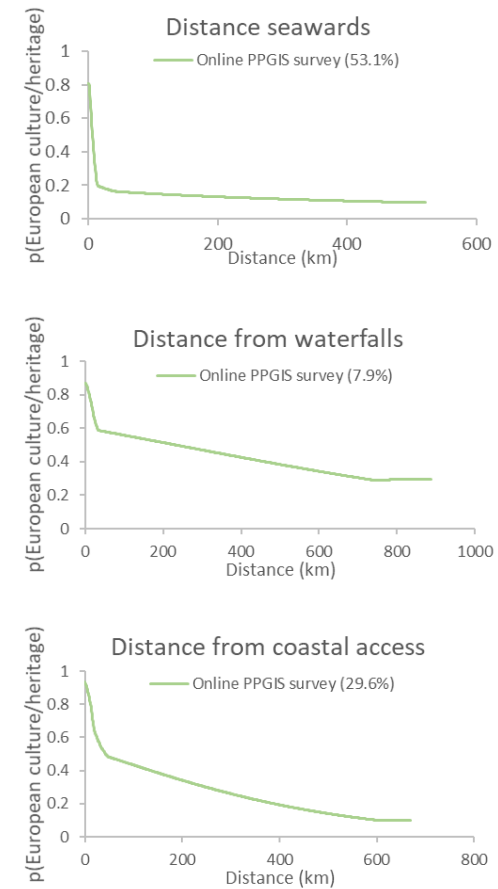 Distance seawards
Online PPGIS survey (53.1%)
p(European culture/heritage)
1
0.8
0.6
0.4
0.2
0
0 200 400 600
Distance (km)
Distance from waterfalls
Online PPGIS survey (7.9%)
p(European culture/heritage)
1
0.8
0.6
0.4
0.2
0
0 200 400 600 800 1000
Distance (km)
Distance from coastal access
Online PPGIS survey (29.6%)
p(European culture/heritage)
1
0.8
0.6
0.4
0.2
0
0 200 400 600 800
Distance (km)